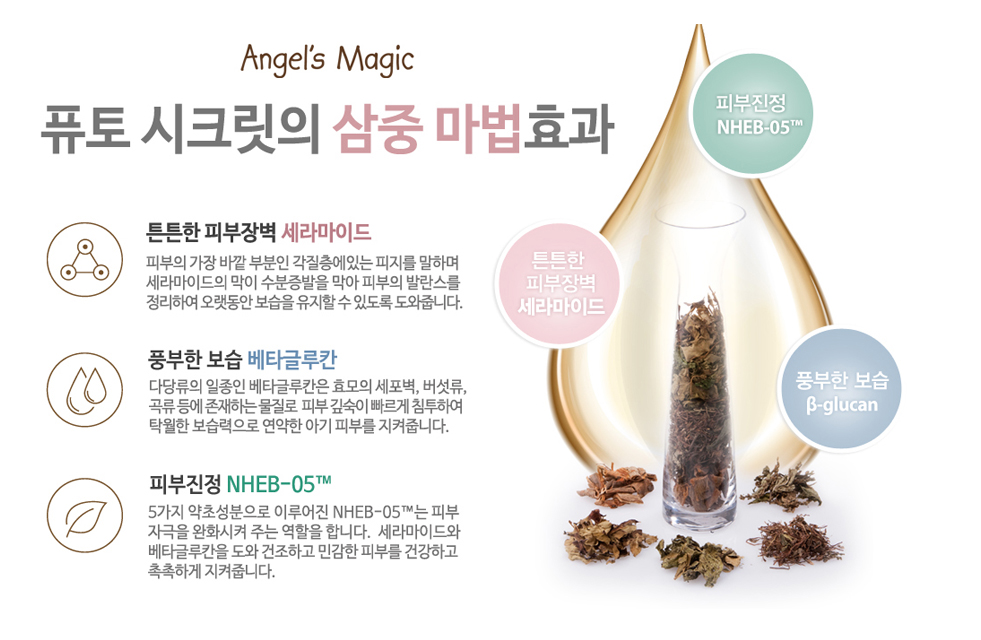 Angel's Magic
퓨토 시크릿의 삼중 마법효과
튼튼한 피부장벽 세라마이드
피부의 가장 바깥 부분인 각질층에있는 피지를 말하며
세라마이드의 막이 수분증발을 막아 피부의 발란스를
정리하여 오랫동안 보습을 유지할 수 있도록 도와줍니다.
풍부한 보습 베타글루칸
다당류의 일종인 베타글루칸은 효모의 세포벽, 버섯류,
곡류 등에 존재하는 물질로 피부 깊숙이 빠르게 침투하여
탁월한 보습력으로 연약한 아기 피부를 지켜줍니다.
피부진정 NHEB-05™
5가지 약초성분으로 이루어진 NHEB-05™는 피부
자극을 완화시켜 주는 역할을 합니다. 세라마이드와
베타글루칸을 도와 건조하고 민감한 피부를 건강하고
촉촉하게 지켜줍니다.
피부진정
NHEB-05™
튼튼한
피부장벽
세라마이드
풍부한 보습
β-glucan